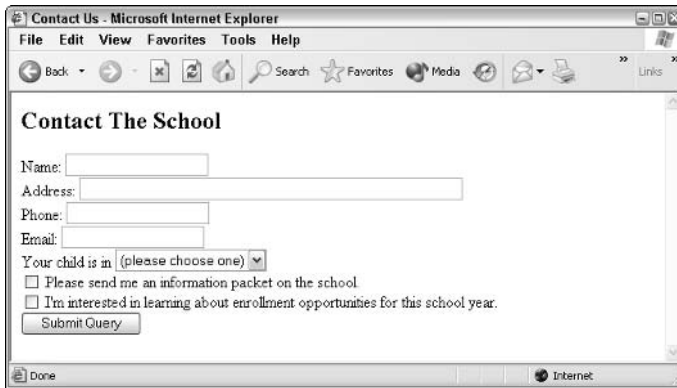 Contact Us - Microsoft Internet Explorer
File Edit View Favorites Tools Help
Back Search Favorites Media » Links »
Contact The School
Name:
Address:
Phone:
Email:
Your child is in (please choose one)
Please send me an information packet on the school
I'm interested in learning about enrollment opportunities for this school year.
Submit Query
Done Internet